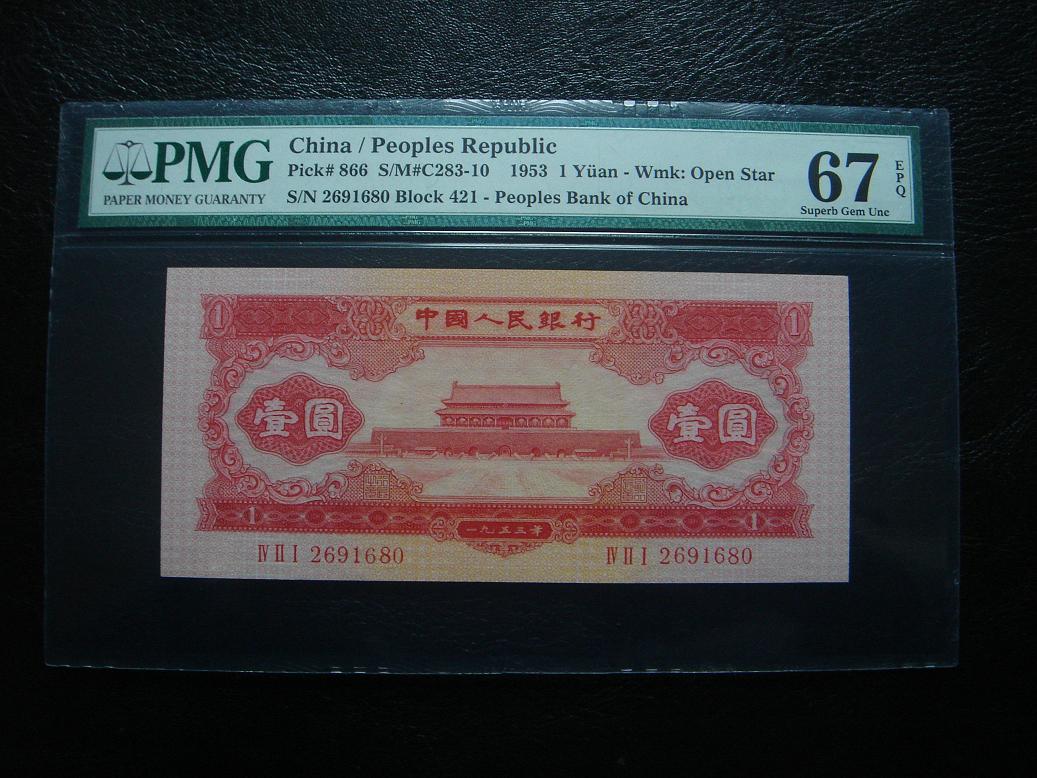 PMG
PAPER MONEY GUARANTY
China / Peoples Republic
Pick# 866 S/M#C283-10 1953 1 Yüan - Wmk: Open Star
S/N 2691680 Block 421 - Peoples Bank of China
67
EPQ
Superb Gem Unc
1 中國人民銀行 1
壹圓 壹圓
1 一九五三年 1
IV II I 2691680 IV II I 2691680